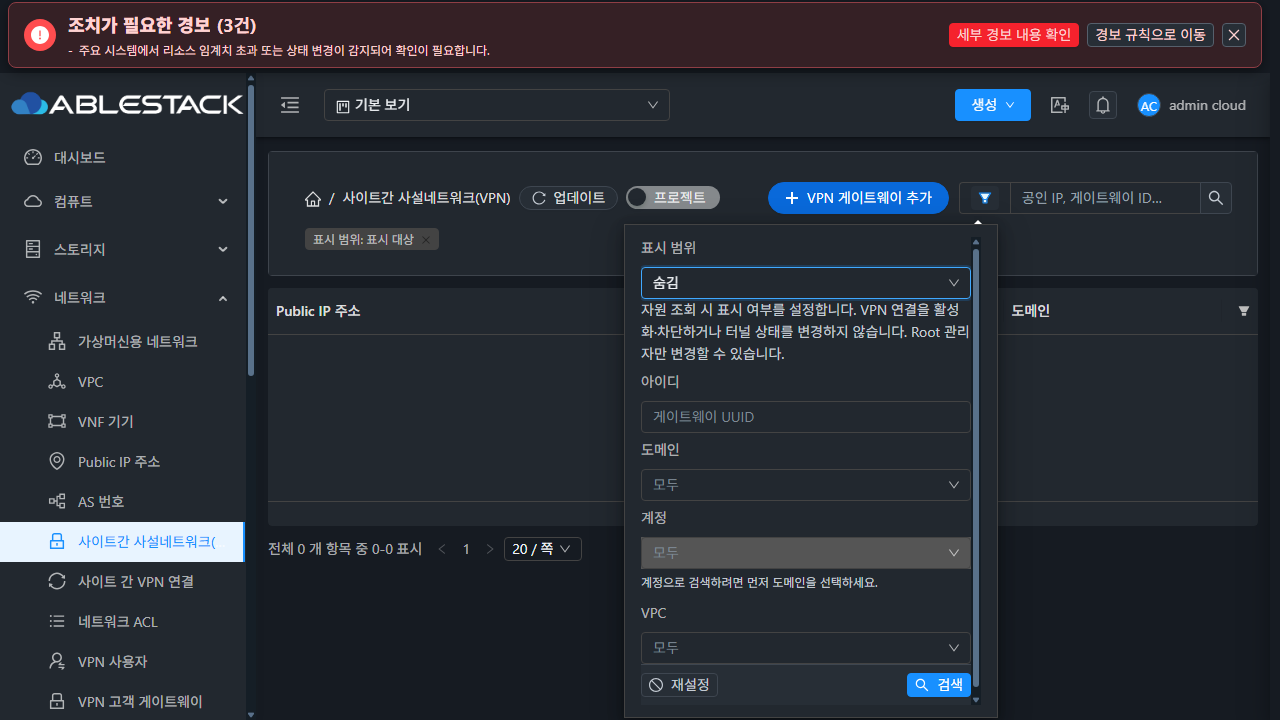 조치가 필요한 경보 (3건)
- 주요 시스템에서 리소스 임계치 초과 또는 상태 변경이 감지되어 확인이 필요합니다.
세부 경보 내용 확인
경보 규칙으로 이동
ABLESTACK
기본 보기
생성
AC
admin cloud
대시보드
컴퓨트
스토리지
네트워크
가상머신용 네트워크
VPC
VNF 기기
Public IP 주소
AS 번호
사이트간 사설네트워크(
사이트 간 VPN 연결
네트워크 ACL
VPN 사용자
VPN 고객 게이트웨이
/ 사이트간 사설네트워크(VPN)
업데이트
프로젝트
VPN 게이트웨이 추가
공인 IP, 게이트웨이 ID...
표시 범위: 표시 대상
Public IP 주소
도메인
전체 0 개 항목 중 0-0 표시
1
20 / 쪽
표시 범위
숨김
자원 조회 시 표시 여부를 설정합니다. VPN 연결을 활성
화·차단하거나 터널 상태를 변경하지 않습니다. Root 관리
자만 변경할 수 있습니다.
아이디
게이트웨이 UUID
도메인
모두
계정
모두
계정으로 검색하려면 먼저 도메인을 선택하세요.
VPC
모두
재설정
검색